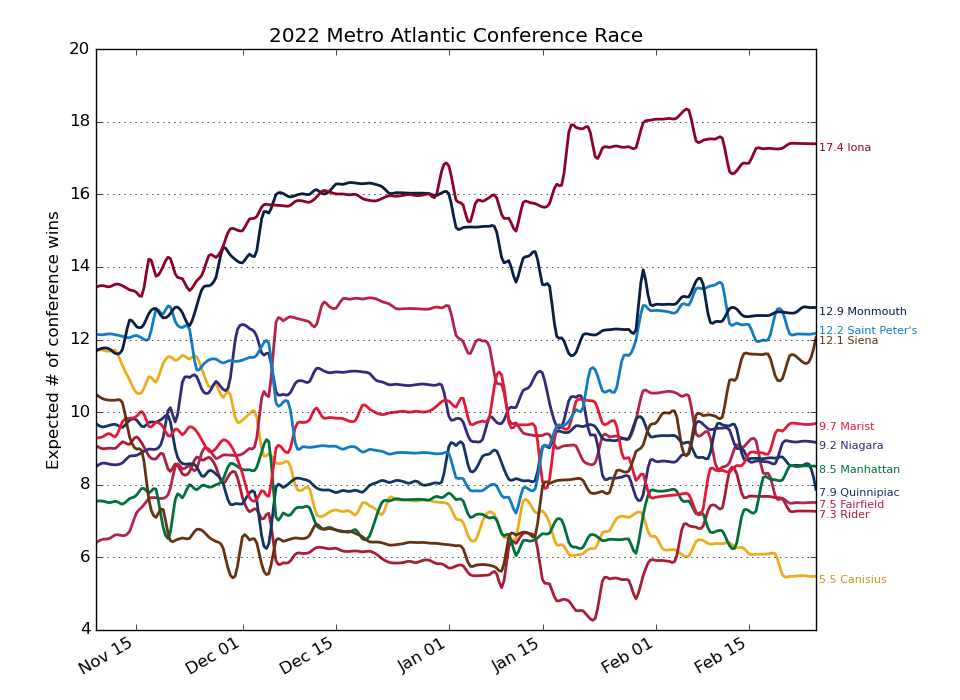 2022 Metro Atlantic Conference Race
Expected # of conference wins
20
18
16
14
12
10
8
6
4
17.4 Iona
12.9 Monmouth
12.2 Saint Peter's
12.1 Siena
9.7 Marist
9.2 Niagara
8.5 Manhattan
7.9 Quinnipiac
7.5 Fairfield
7.3 Rider
5.5 Canisius
Nov 15
Dec 01
Dec 15
Jan 01
Jan 15
Feb 01
Feb 15